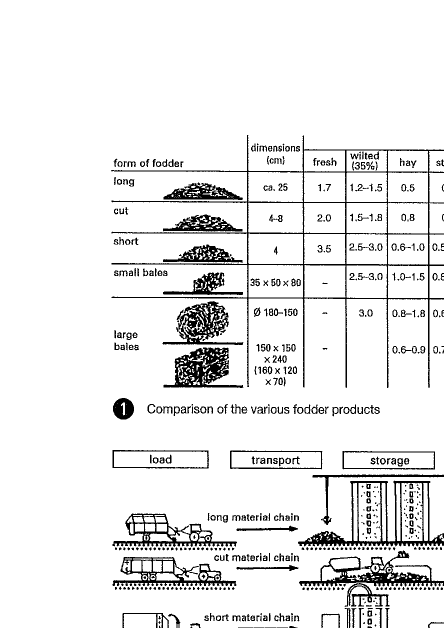 dimensions
(cm)
form of fodder
fresh
wilted
(35%)
hay
long
ca. 25
1.7
1.2–1.5
0.5
cut
4–8
2.0
1.5–1.8
0.8
short
4
3.5
2.5–3.0
0.6–1.0
small bales
35 x 50 x 80
–
2.5–3.0
1.0–1.5
large
bales
Ø 180–150
–
3.0
0.8–1.8
150 x 150
x 240
(160 x 120
x 70)
–
0.6–0.9
1 Comparison of the various fodder products
load
transport
storage
long material chain
cut material chain
short material chain